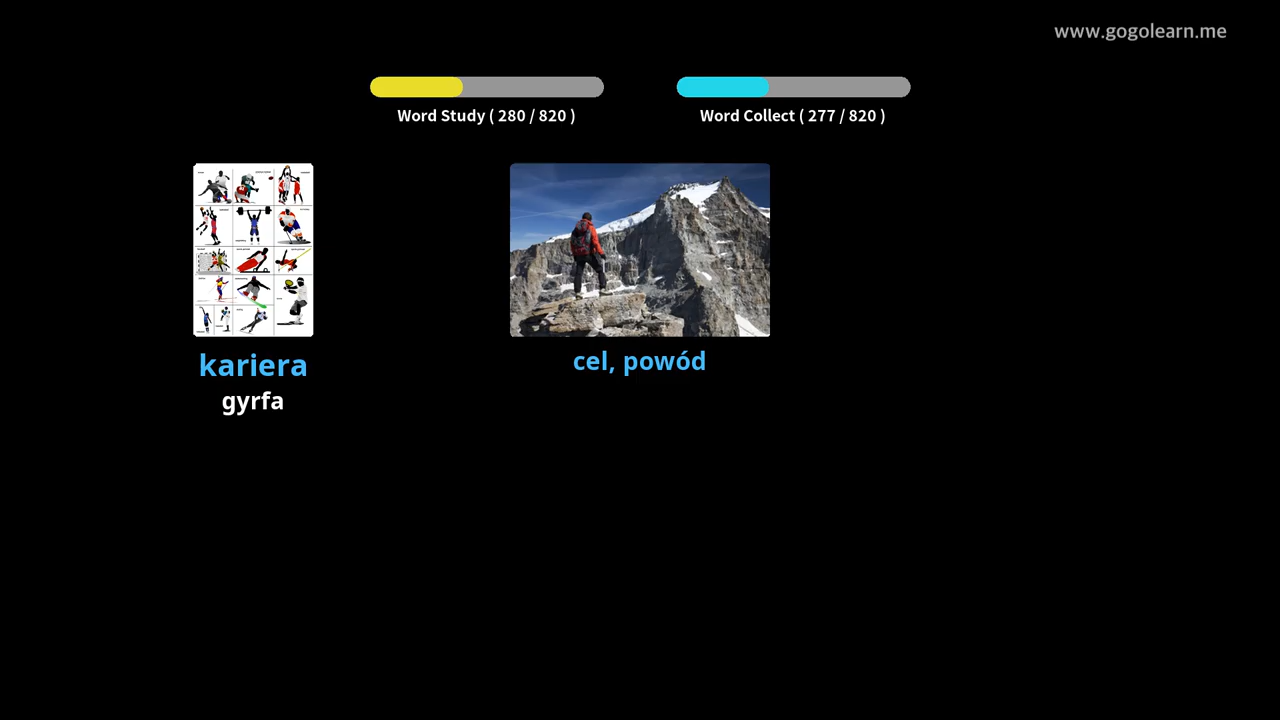 www.gogolearn.me
Word Study ( 280 / 820 )
Word Collect ( 277 / 820 )
kariera
gyrfa
cel, powód